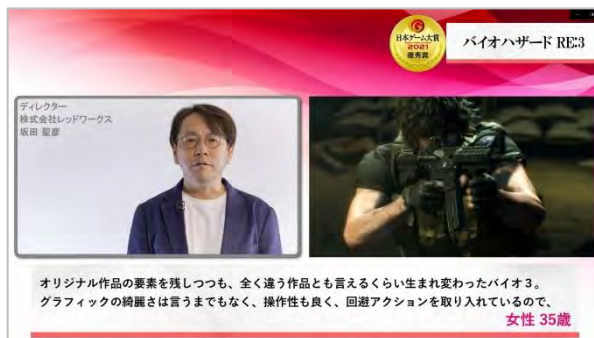 日本ゲーム大賞
2021
優秀賞
バイオハザード RE:3
ディレクター
株式会社レッドワークス
坂田 聖彦
オリジナル作品の要素を残しつつも、全く違う作品とも言えるくらい生まれ変わったバイオ3。
グラフィックの綺麗さは言うまでもなく、操作性も良く、回避アクションを取り入れているので、
女性 35歳